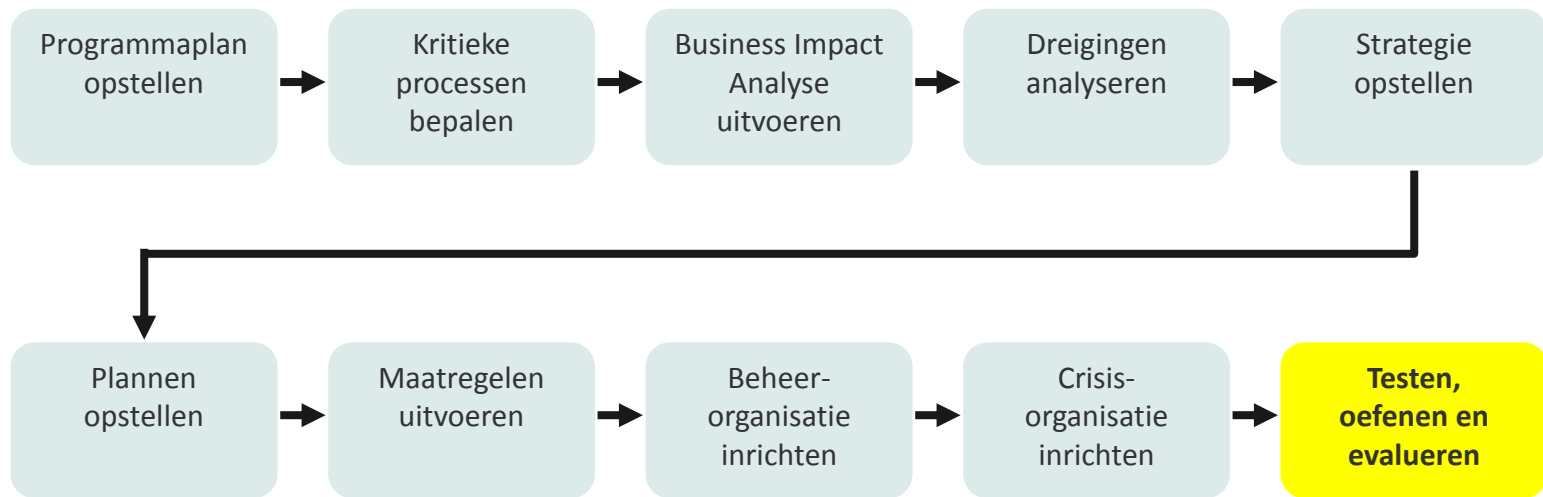 Programmaplan
opstellen
Kritieke
processen
bepalen
Business Impact
Analyse
uitvoeren
Dreigingen
analyseren
Strategie
opstellen
Plannen
opstellen
Maatregelen
uitvoeren
Beheer-
organisatie
inrichten
Crisis-
organisatie
inrichten
Testen,
oefenen en
evalueren